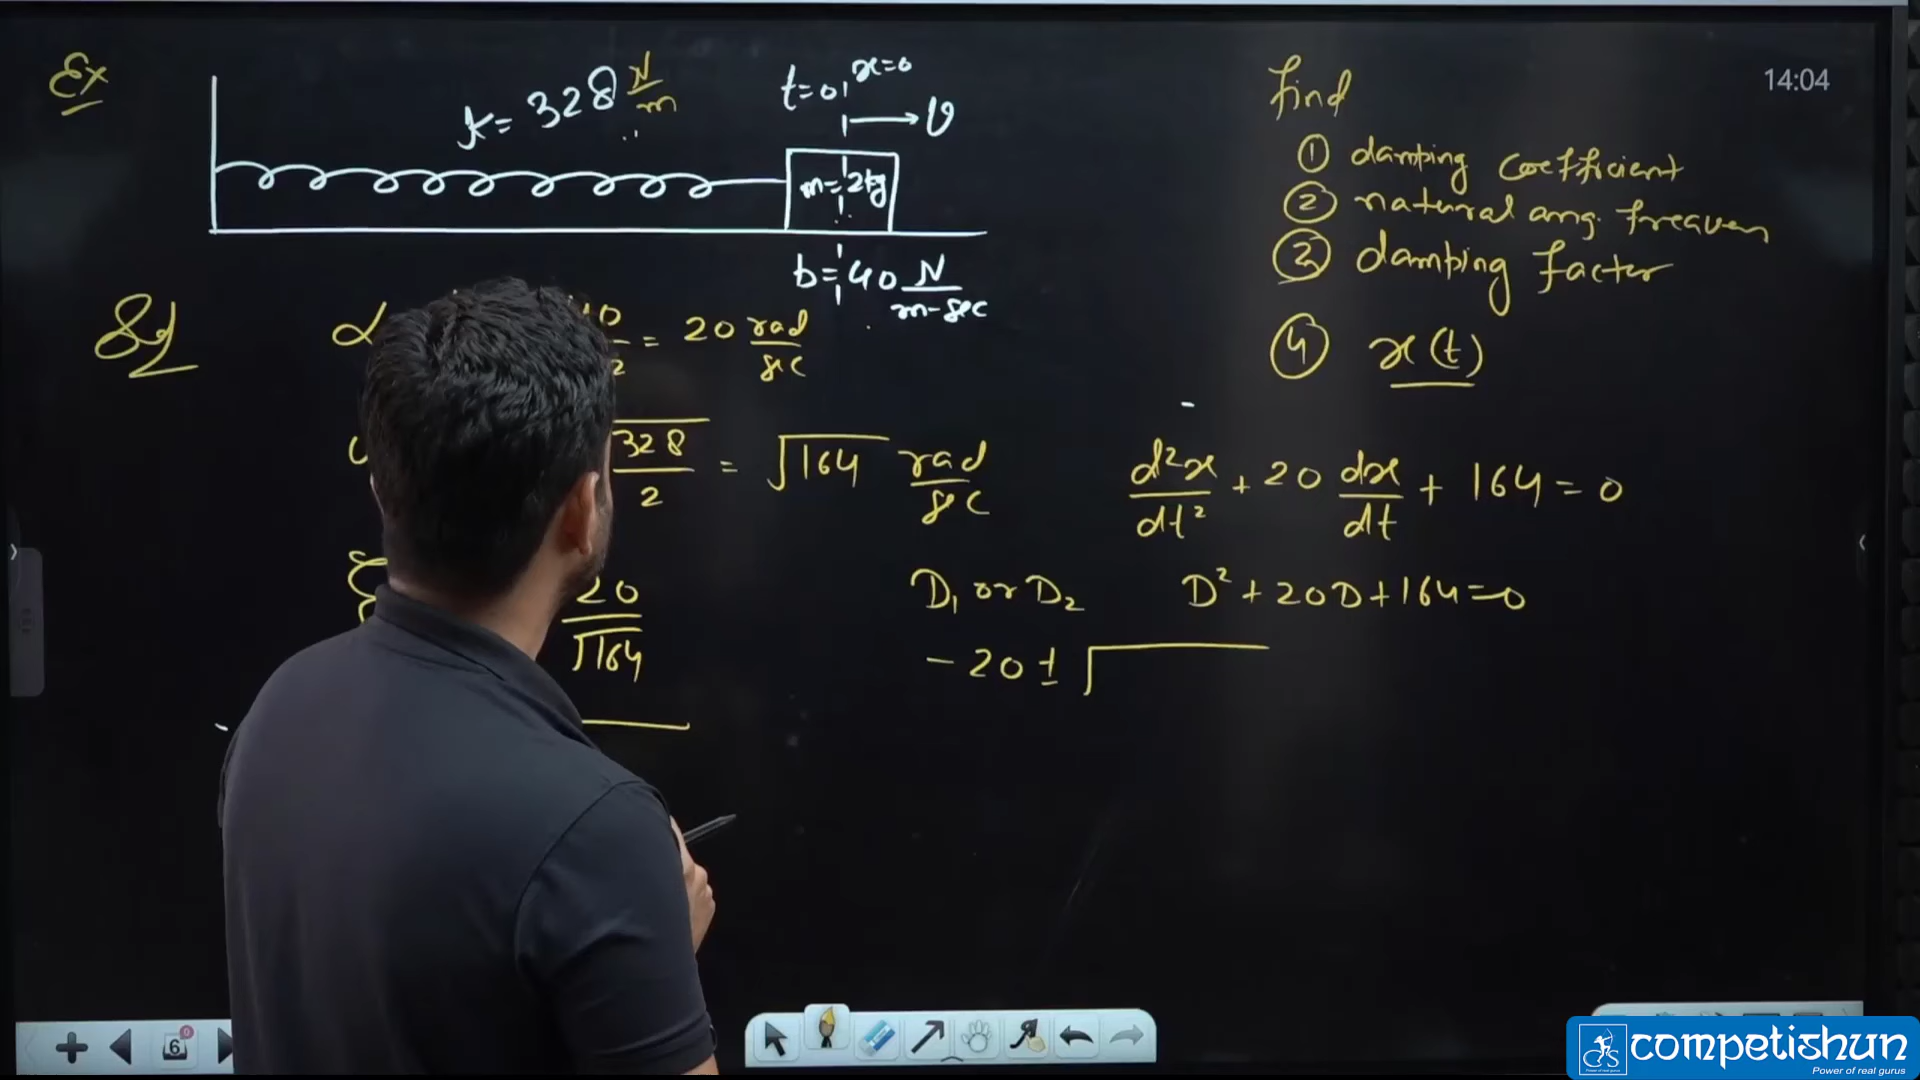 Ex
k = 328 N/m
t=0, x=0
v
m=2kg
b=40 N/m-sec
find
14:04
① damping coefficient
② natural ang. frequen
③ damping factor
④ x(t)
Sol
α = 20 rad/sec
328/2 = √164 rad/sec
ξ 20/√164
d²x/dt² + 20 dx/dt + 164 = 0
D₁ or D₂ D² + 20D + 164 = 0
- 20 ± √
6
competishun
Power of real gurus